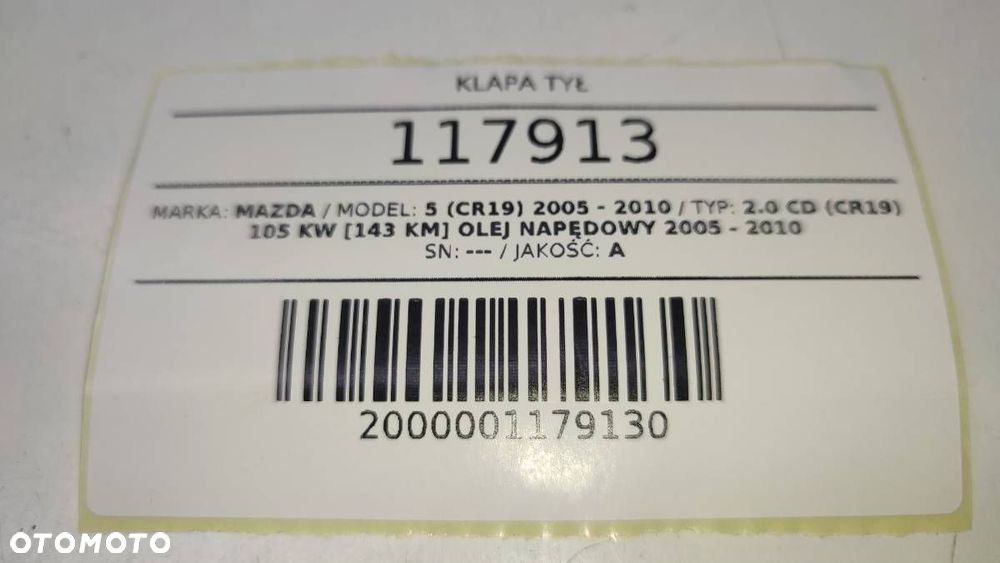 KLAPA TYŁ
117913
MARKA: MAZDA / MODEL: 5 (CR19) 2005 - 2010 / TYP: 2.0 CD (CR19)
105 KW [143 KM] OLEJ NAPĘDOWY 2005 - 2010
SN: --- / JAKOŚĆ: A
2000001179130
OTOMOTO